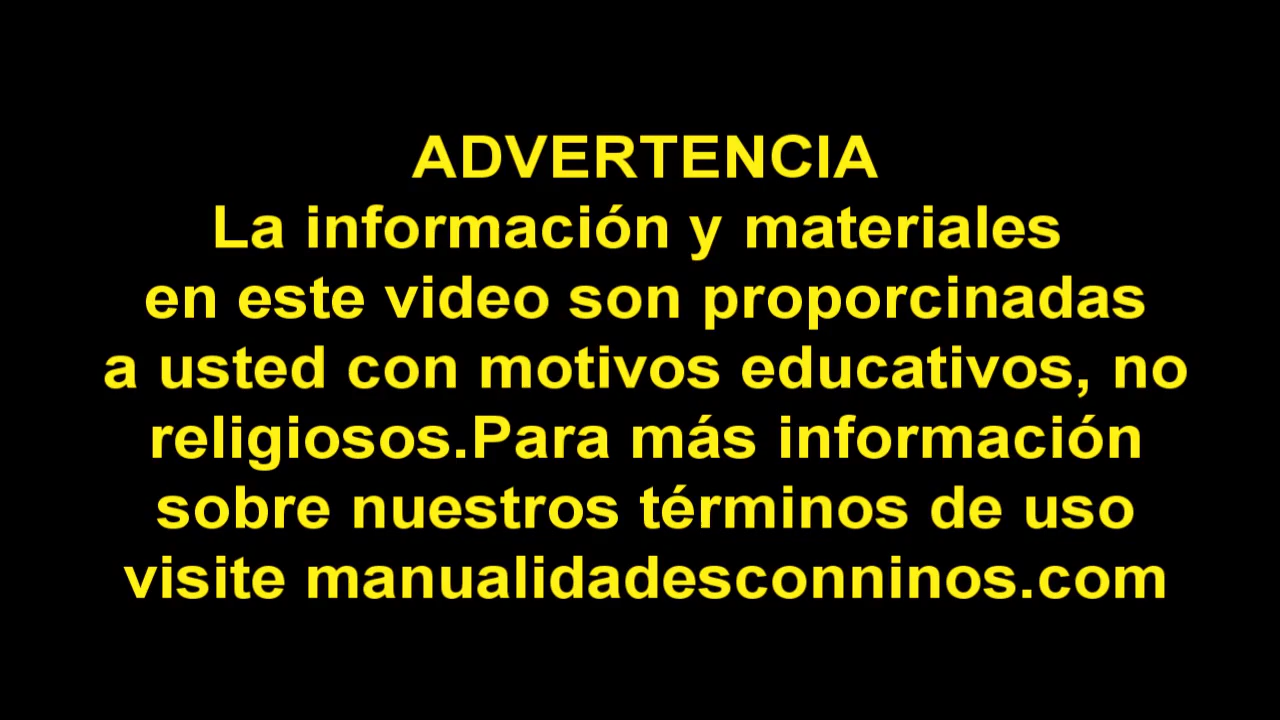 ADVERTENCIA
La información y materiales
en este video son proporcinadas
a usted con motivos educativos, no
religiosos.Para más información
sobre nuestros términos de uso
visite manualidadesconninos.com